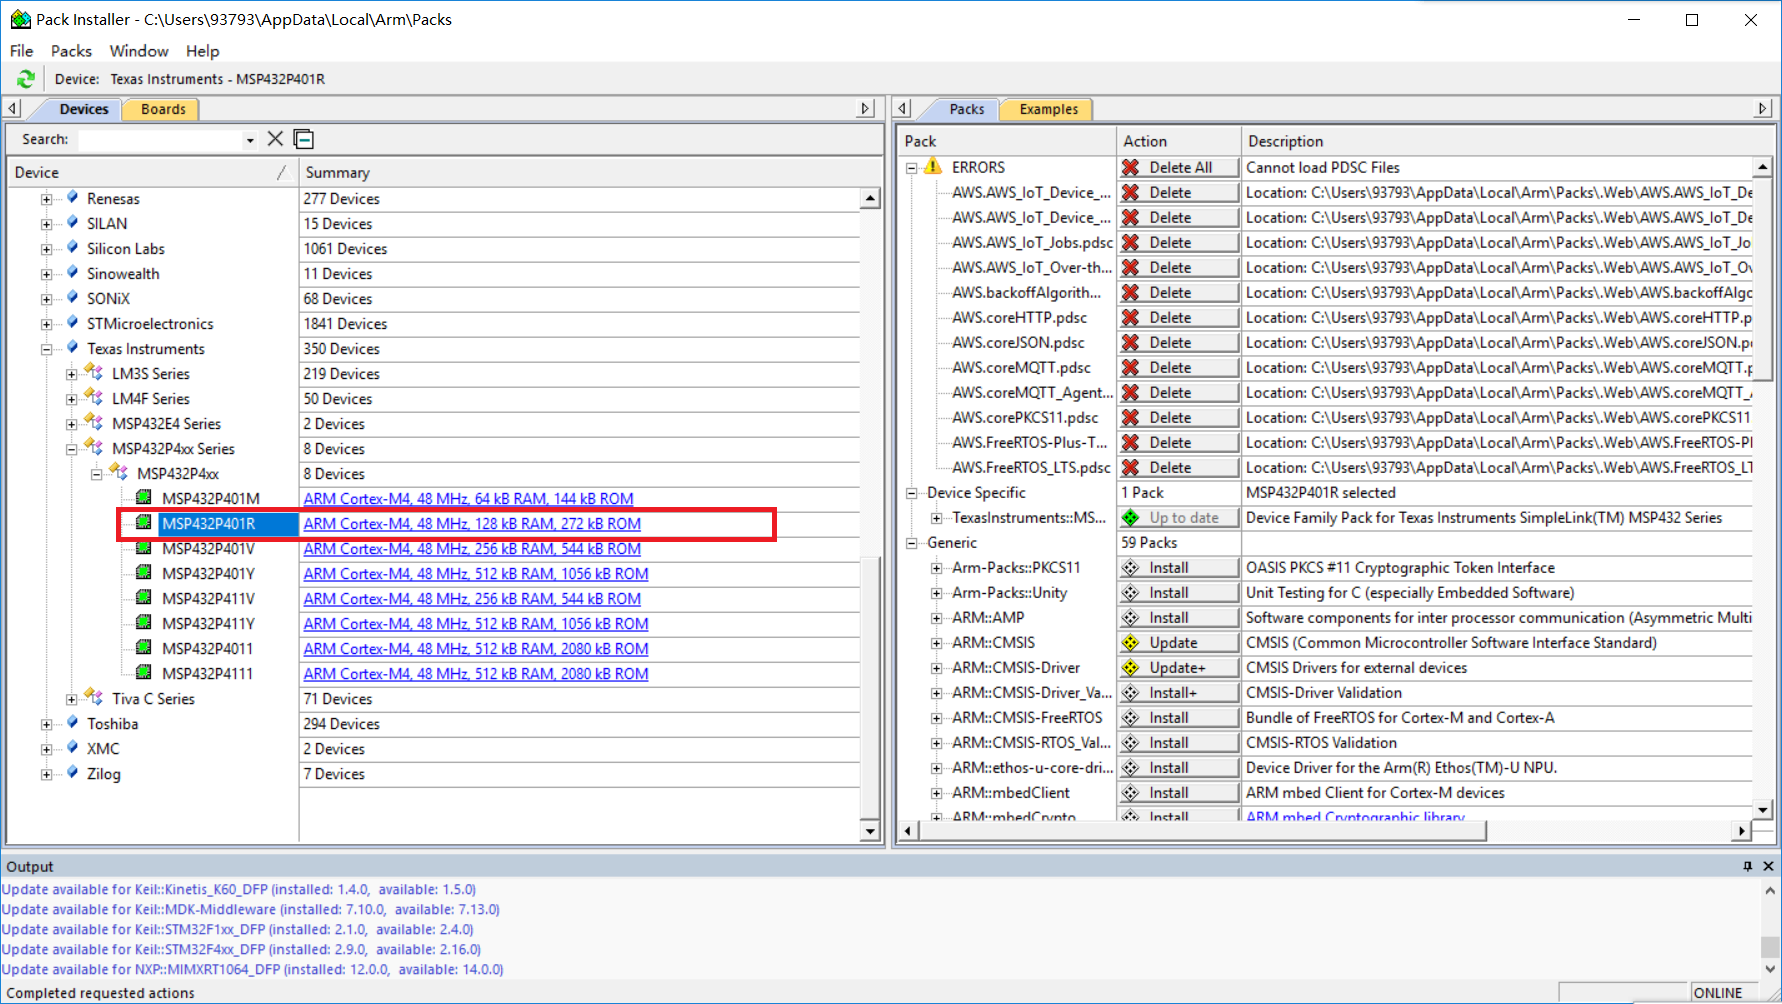 Pack Installer - C:\Users\93793\AppData\Local\Arm\Packs
File Packs Window Help
Device: Texas Instruments - MSP432P401R
Devices Boards
Search:
Device Summary
Renesas 277 Devices
SILAN 15 Devices
Silicon Labs 1061 Devices
Sinowealth 11 Devices
SONiX 68 Devices
STMicroelectronics 1841 Devices
Texas Instruments 350 Devices
LM3S Series 219 Devices
LM4F Series 50 Devices
MSP432E4 Series 2 Devices
MSP432P4xx Series 8 Devices
MSP432P4xx 8 Devices
MSP432P401M ARM Cortex-M4, 48 MHz, 64 kB RAM, 144 kB ROM
MSP432P401R ARM Cortex-M4, 48 MHz, 128 kB RAM, 272 kB ROM
MSP432P401V ARM Cortex-M4, 48 MHz, 256 kB RAM, 544 kB ROM
MSP432P401Y ARM Cortex-M4, 48 MHz, 512 kB RAM, 1056 kB ROM
MSP432P411V ARM Cortex-M4, 48 MHz, 256 kB RAM, 544 kB ROM
MSP432P411Y ARM Cortex-M4, 48 MHz, 512 kB RAM, 1056 kB ROM
MSP432P4011 ARM Cortex-M4, 48 MHz, 512 kB RAM, 2080 kB ROM
MSP432P4111 ARM Cortex-M4, 48 MHz, 512 kB RAM, 2080 kB ROM
Tiva C Series 71 Devices
Toshiba 294 Devices
XMC 2 Devices
Zilog 7 Devices
Packs Examples
Pack Action Description
ERRORS Delete All Cannot load PDSC Files
AWS.AWS_IoT_Device_... Delete Location: C:\Users\93793\AppData\Local\Arm\Packs\.Web\AWS.AWS_IoT_De
AWS.AWS_IoT_Device_... Delete Location: C:\Users\93793\AppData\Local\Arm\Packs\.Web\AWS.AWS_IoT_De
AWS.AWS_IoT_Jobs.pdsc Delete Location: C:\Users\93793\AppData\Local\Arm\Packs\.Web\AWS.AWS_IoT_Jo
AWS.AWS_IoT_Over-th... Delete Location: C:\Users\93793\AppData\Local\Arm\Packs\.Web\AWS.AWS_IoT_Ov
AWS.backoffAlgorith... Delete Location: C:\Users\93793\AppData\Local\Arm\Packs\.Web\AWS.backoffAlgo
AWS.coreHTTP.pdsc Delete Location: C:\Users\93793\AppData\Local\Arm\Packs\.Web\AWS.coreHTTP.p
AWS.coreJSON.pdsc Delete Location: C:\Users\93793\AppData\Local\Arm\Packs\.Web\AWS.coreJSON.p
AWS.coreMQTT.pdsc Delete Location: C:\Users\93793\AppData\Local\Arm\Packs\.Web\AWS.coreMQTT.p
AWS.coreMQTT_Agent... Delete Location: C:\Users\93793\AppData\Local\Arm\Packs\.Web\AWS.coreMQTT_
AWS.corePKCS11.pdsc Delete Location: C:\Users\93793\AppData\Local\Arm\Packs\.Web\AWS.corePKCS11
AWS.FreeRTOS-Plus-T... Delete Location: C:\Users\93793\AppData\Local\Arm\Packs\.Web\AWS.FreeRTOS-Pl
AWS.FreeRTOS_LTS.pdsc Delete Location: C:\Users\93793\AppData\Local\Arm\Packs\.Web\AWS.FreeRTOS_LT
Device Specific 1 Pack MSP432P401R selected
TexasInstruments::MS... Up to date Device Family Pack for Texas Instruments SimpleLink(TM) MSP432 Series
Generic 59 Packs
Arm-Packs::PKCS11 Install OASIS PKCS #11 Cryptographic Token Interface
Arm-Packs::Unity Install Unit Testing for C (especially Embedded Software)
ARM::AMP Install Software components for inter processor communication (Asymmetric Multi
ARM::CMSIS Update CMSIS (Common Microcontroller Software Interface Standard)
ARM::CMSIS-Driver Update+ CMSIS Drivers for external devices
ARM::CMSIS-Driver_Va... Install+ CMSIS-Driver Validation
ARM::CMSIS-FreeRTOS Install Bundle of FreeRTOS for Cortex-M and Cortex-A
ARM::CMSIS-RTOS_Val... Install CMSIS-RTOS Validation
ARM::ethos-u-core-dri... Install Device Driver for the Arm(R) Ethos(TM)-U NPU.
ARM::mbedClient Install ARM mbed Client for Cortex-M devices
ARM::mbedCrypto Install ARM mbed Cryptographic library
Output
Update available for Keil::Kinetis_K60_DFP (installed: 1.4.0, available: 1.5.0)
Update available for Keil::MDK-Middleware (installed: 7.10.0, available: 7.13.0)
Update available for Keil::STM32F1xx_DFP (installed: 2.1.0, available: 2.4.0)
Update available for Keil::STM32F4xx_DFP (installed: 2.9.0, available: 2.16.0)
Update available for NXP::MIMXRT1064_DFP (installed: 12.0.0, available: 14.0.0)
Completed requested actions
ONLINE